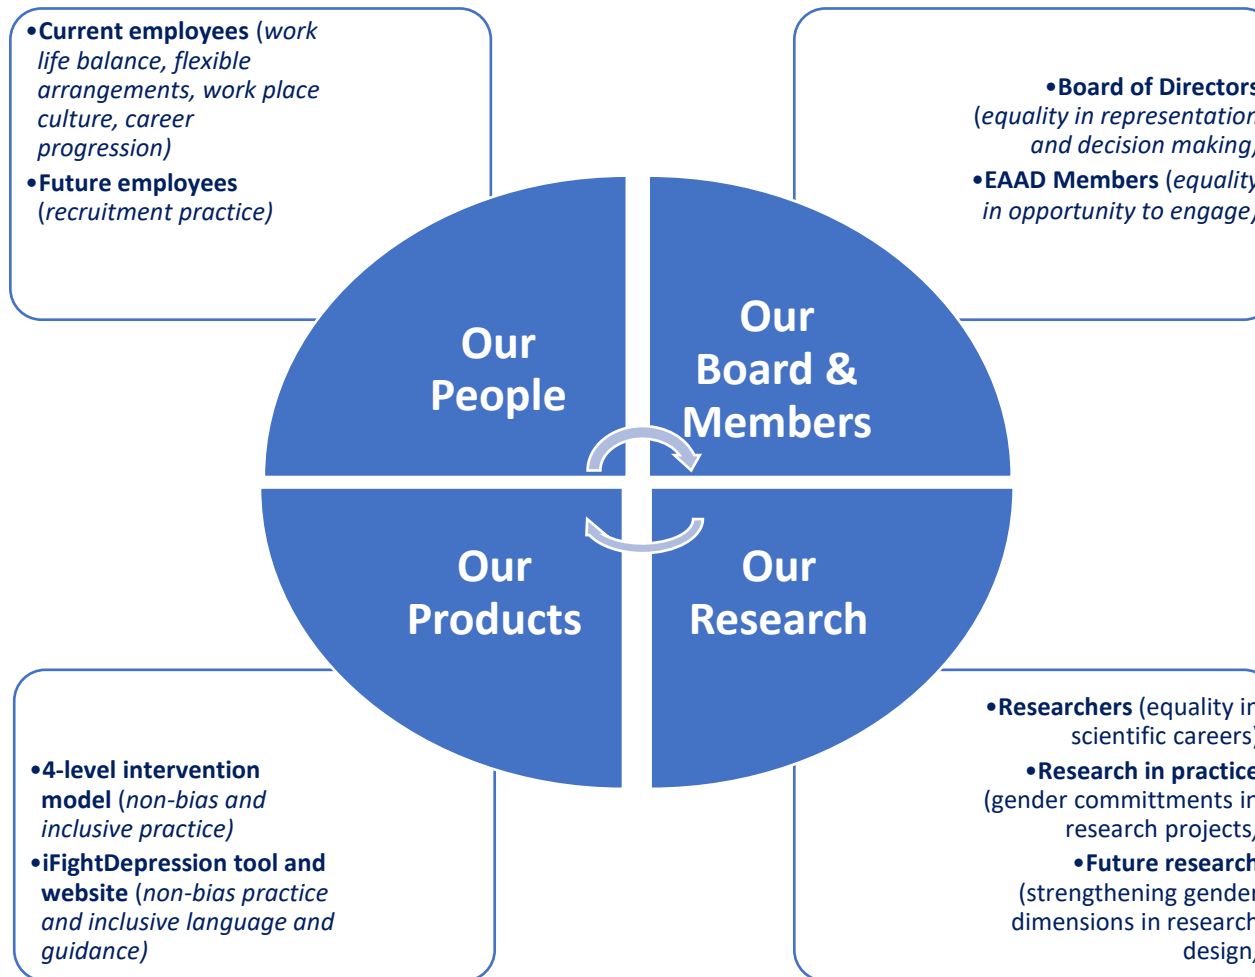 •Current employees (work
life balance, flexible
arrangements, work place
culture, career
progression)
•Future employees
(recruitment practice)
•Board of Directors
(equality in representation
and decision making)
•EAAD Members (equality
in opportunity to engage)
Our
People
Our
Board &
Members
Our
Products
Our
Research
•4-level intervention
model (non-bias and
inclusive practice)
•iFightDepression tool and
website (non-bias practice
and inclusive language and
guidance)
•Researchers (equality in
scientific careers)
•Research in practice
(gender committments in
research projects)
•Future research
(strengthening gender
dimensions in research
design)